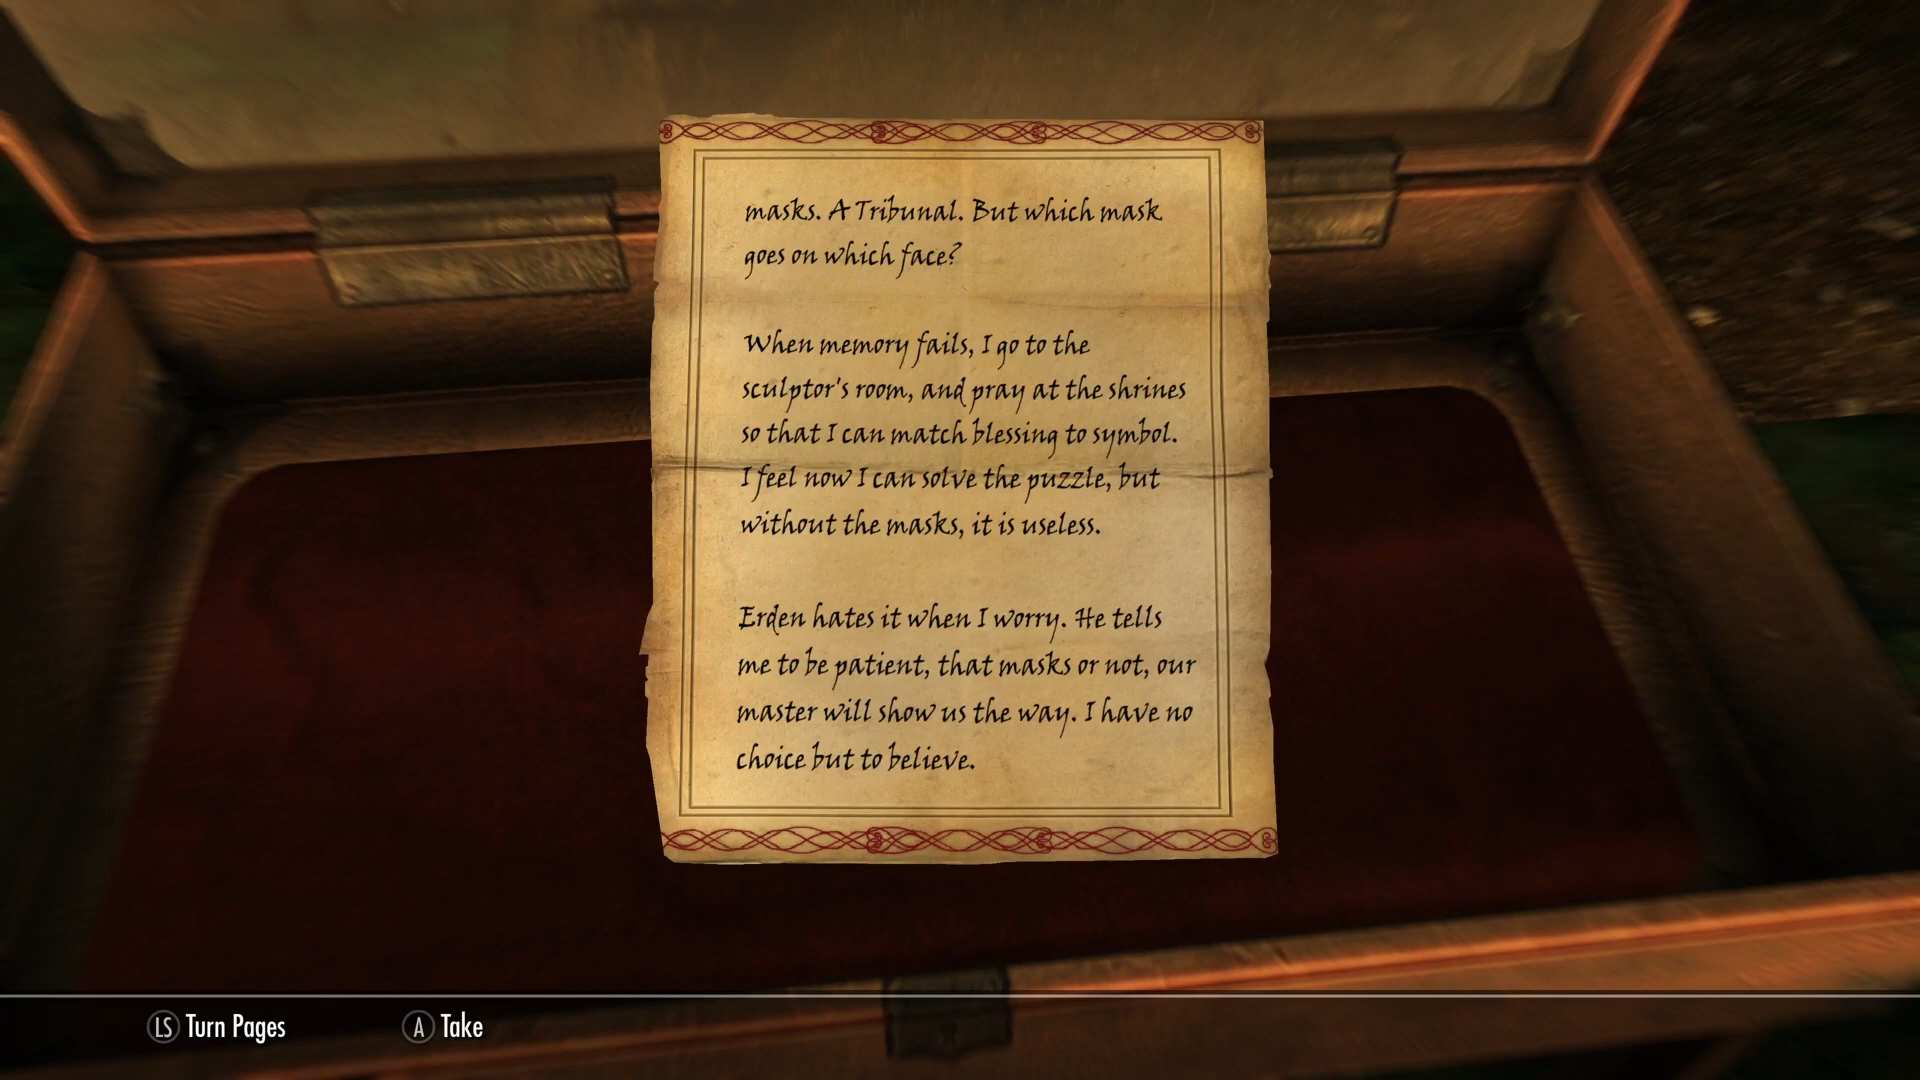 masks. A Tribunal. But which mask
goes on which face?
When memory fails, I go to the
sculptor's room, and pray at the shrines
so that I can match blessing to symbol.
I feel now I can solve the puzzle, but
without the masks, it is useless.
Erden hates it when I worry. He tells
me to be patient, that masks or not, our
master will show us the way. I have no
choice but to believe.
LS Turn Pages
A Take